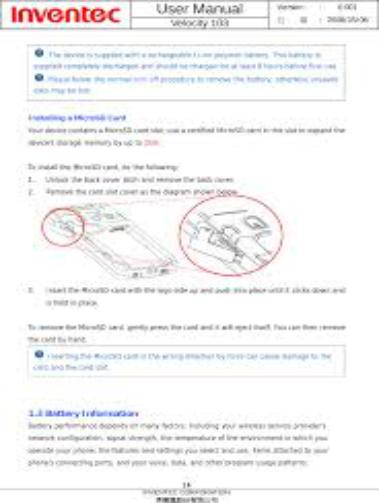 Inventec
User Manual
Version : 0.001
Velocity 103
: 2008/05/06
The device is supplied with a rechargeable Li-ion polymer battery. This battery is
supplied completely discharged and should be charged for at least 8 hours before first use.
Please follow the normal off procedure to remove the battery, otherwise unsaved
data may be lost.
Installing a MicroSD Card
Your device contains a MicroSD card slot; use a certified MicroSD card in the slot to expand the
device's storage memory by up to
To install the MicroSD card, do the following:
1. Unlock the back cover latch and remove the back cover.
2. Remove the card slot cover as the diagram shown below.
3. Insert the MicroSD card with the logo side up and push into place until it clicks down and
is held in place.
To remove the MicroSD card, gently press the card and it will eject itself. You can then remove
the card by hand.
Inserting the MicroSD card in the wrong direction by force can cause damage to the
card and the card slot.
1.3 Battery Information
Battery performance depends on many factors, including your wireless service provider's
network configuration, signal strength, the temperature of the environment in which you
operate your phone, the features and settings you select and use, items attached to your
phone's connecting ports, and your voice, data, and other program usage patterns.
14
INVENTEC CORPORATION